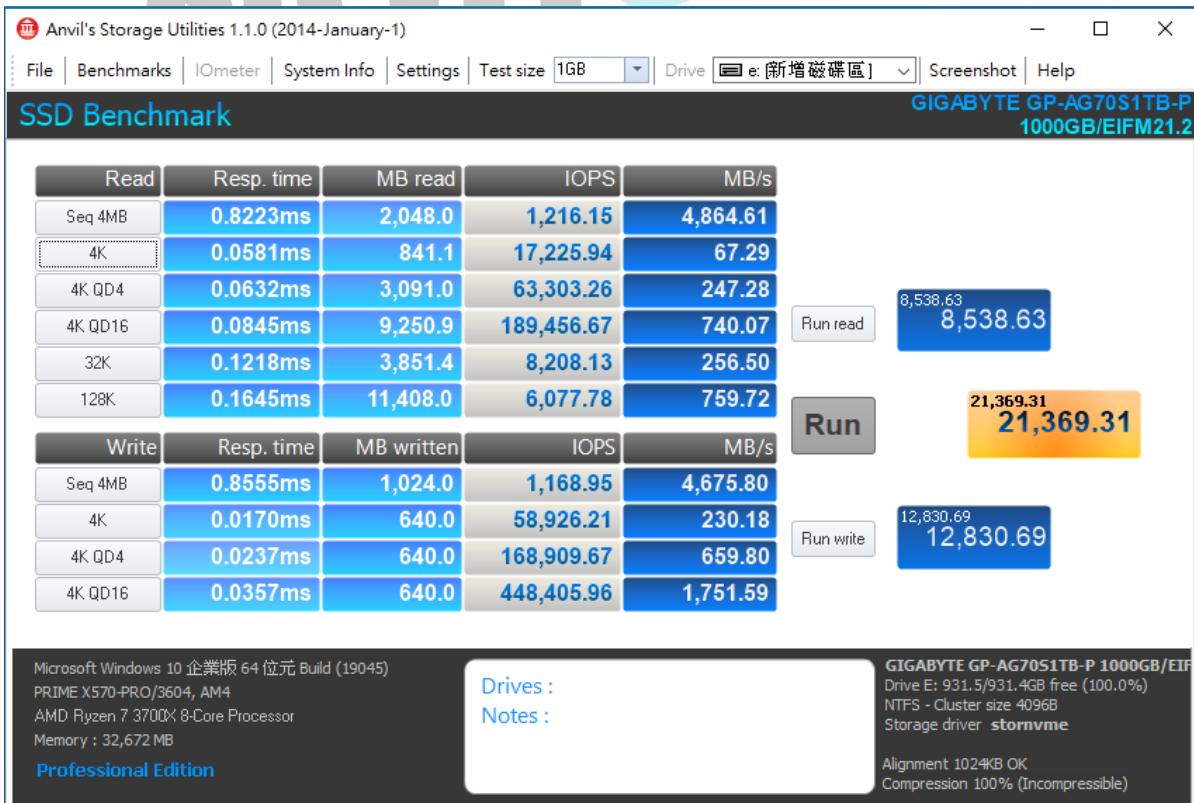 Anvil's Storage Utilities 1.1.0 (2014-January-1)
File Benchmarks IOmeter System Info Settings Test size 1GB Drive e: [新增磁碟區] Screenshot Help
SSD Benchmark
GIGABYTE GP-AG70S1TB-P
1000GB/EIFM21.2
Read Resp. time MB read IOPS MB/s
Seq 4MB 0.8223ms 2,048.0 1,216.15 4,864.61
4K 0.0581ms 841.1 17,225.94 67.29
4K QD4 0.0632ms 3,091.0 63,303.26 247.28
4K QD16 0.0845ms 9,250.9 189,456.67 740.07
32K 0.1218ms 3,851.4 8,208.13 256.50
128K 0.1645ms 11,408.0 6,077.78 759.72
Run read
8,538.63
8,538.63
Run
21,369.31
21,369.31
Write Resp. time MB written IOPS MB/s
Seq 4MB 0.8555ms 1,024.0 1,168.95 4,675.80
4K 0.0170ms 640.0 58,926.21 230.18
4K QD4 0.0237ms 640.0 168,909.67 659.80
4K QD16 0.0357ms 640.0 448,405.96 1,751.59
Run write
12,830.69
12,830.69
Microsoft Windows 10 企業版 64 位元 Build (19045)
PRIME X570-PRO/3604, AM4
AMD Ryzen 7 3700X 8-Core Processor
Memory : 32,672 MB
Professional Edition
Drives :
Notes :
GIGABYTE GP-AG70S1TB-P 1000GB/EIF
Drive E: 931.5/931.4GB free (100.0%)
NTFS - Cluster size 4096B
Storage driver stornvme
Alignment 1024KB OK
Compression 100% (Incompressible)